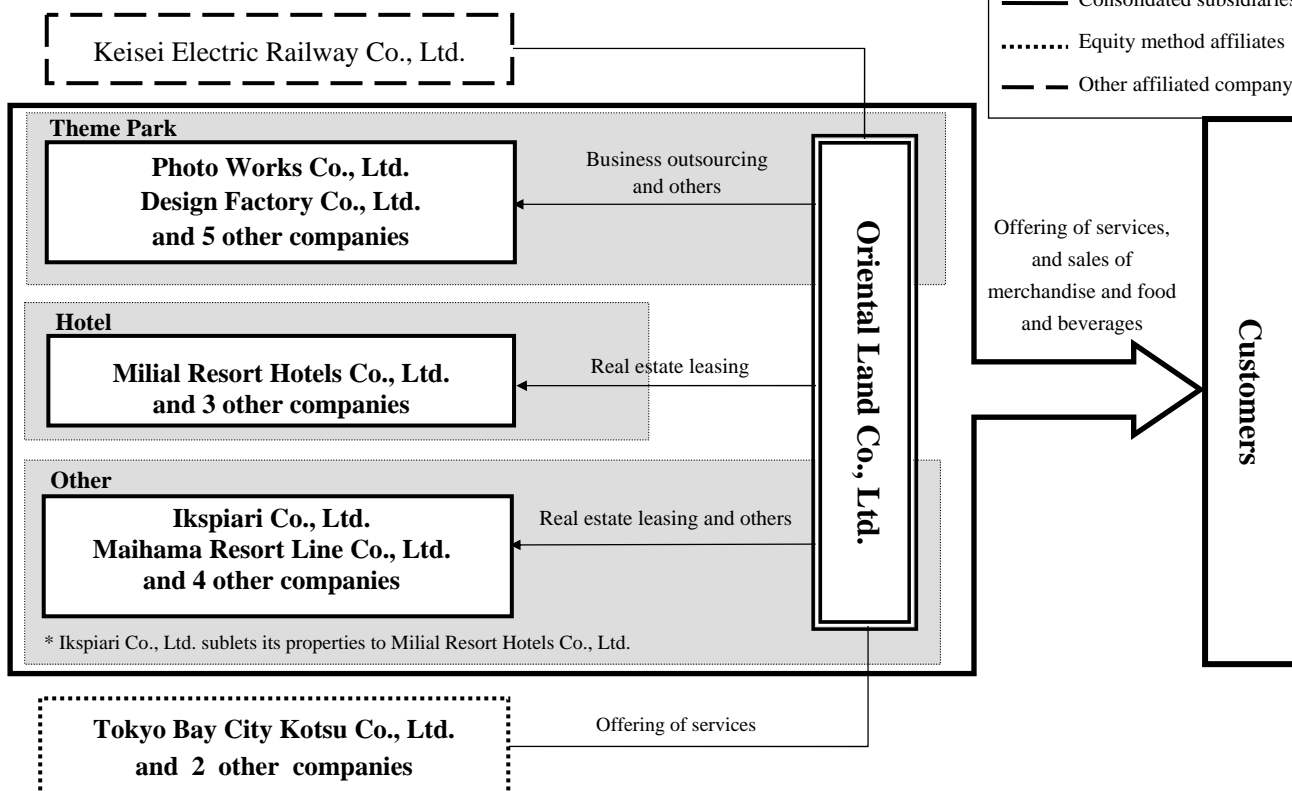 Consolidated subsidiaries
Equity method affiliates
Other affiliated company
Keisei Electric Railway Co., Ltd.
Theme Park
Photo Works Co., Ltd.
Design Factory Co., Ltd.
and 5 other companies
Business outsourcing
and others
Hotel
Milial Resort Hotels Co., Ltd.
and 3 other companies
Real estate leasing
Other
Ikspiari Co., Ltd.
Maihama Resort Line Co., Ltd.
and 4 other companies
Real estate leasing and others
* Ikspiari Co., Ltd. sublets its properties to Milial Resort Hotels Co., Ltd.
Oriental Land Co., Ltd.
Offering of services,
and sales of
merchandise and food
and beverages
Customers
Tokyo Bay City Kotsu Co., Ltd.
and 2 other companies
Offering of services